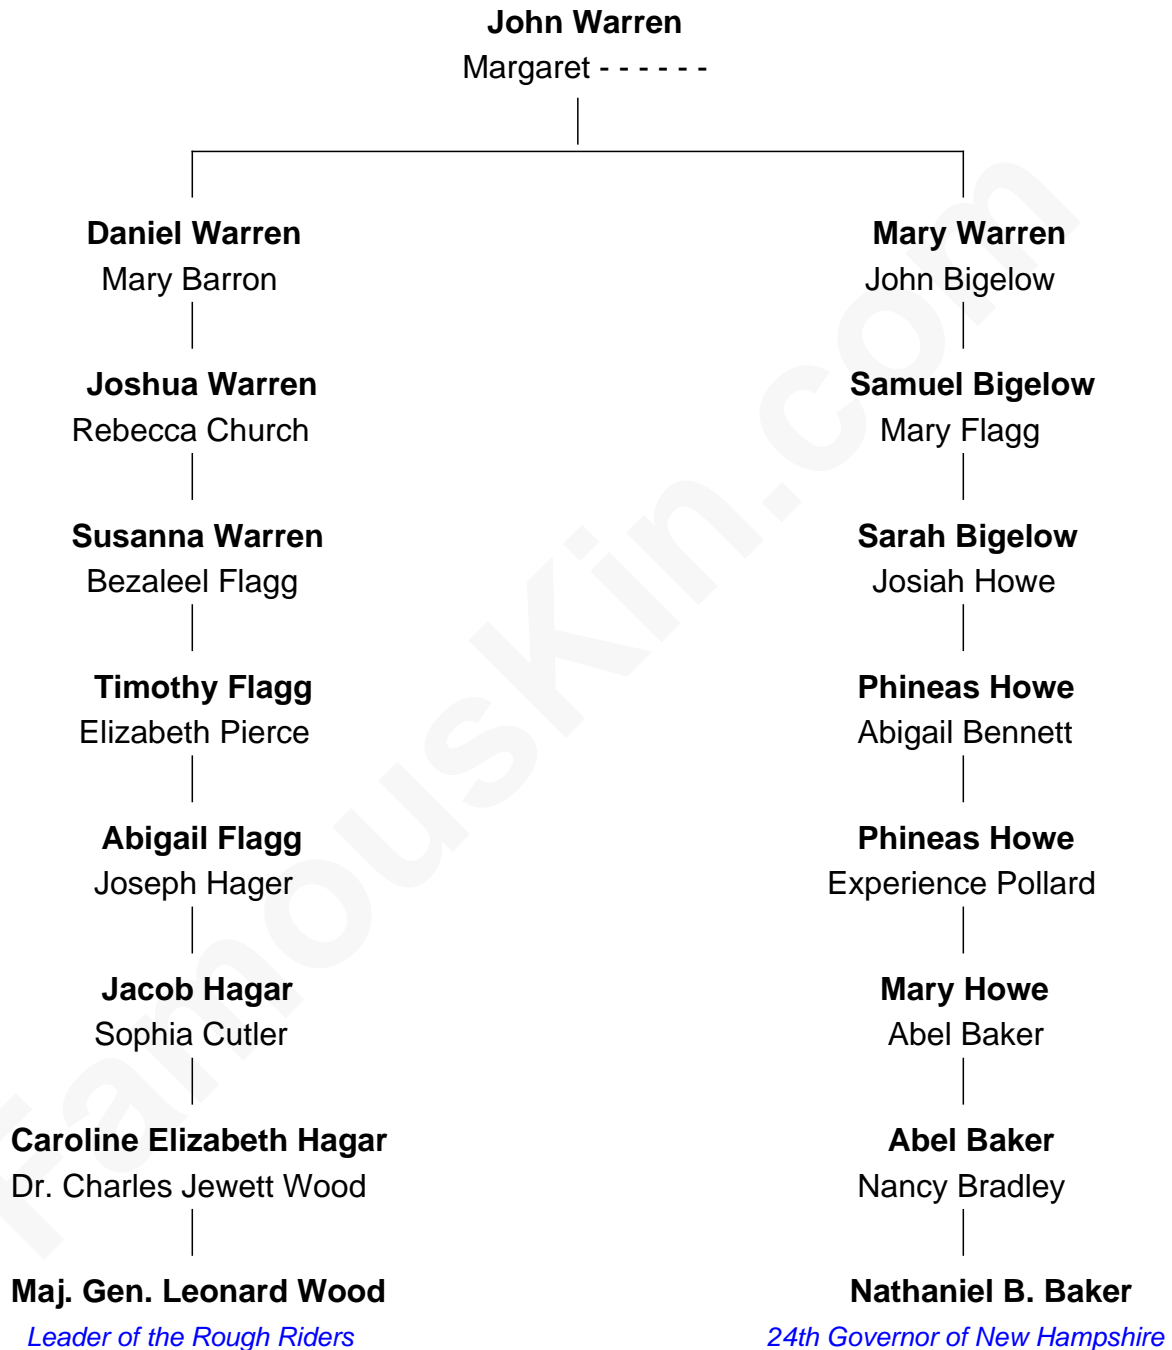 John Warren
Margaret - - - - - -
Daniel Warren
Mary Barron
Mary Warren
John Bigelow
Joshua Warren
Rebecca Church
Samuel Bigelow
Mary Flagg
Susanna Warren
Bezaleel Flagg
Sarah Bigelow
Josiah Howe
Timothy Flagg
Elizabeth Pierce
Phineas Howe
Abigail Bennett
Abigail Flagg
Joseph Hager
Phineas Howe
Experience Pollard
Jacob Hagar
Sophia Cutler
Mary Howe
Abel Baker
Caroline Elizabeth Hagar
Dr. Charles Jewett Wood
Abel Baker
Nancy Bradley
Maj. Gen. Leonard Wood
Leader of the Rough Riders
Nathaniel B. Baker
24th Governor of New Hampshire
FamousKin.com